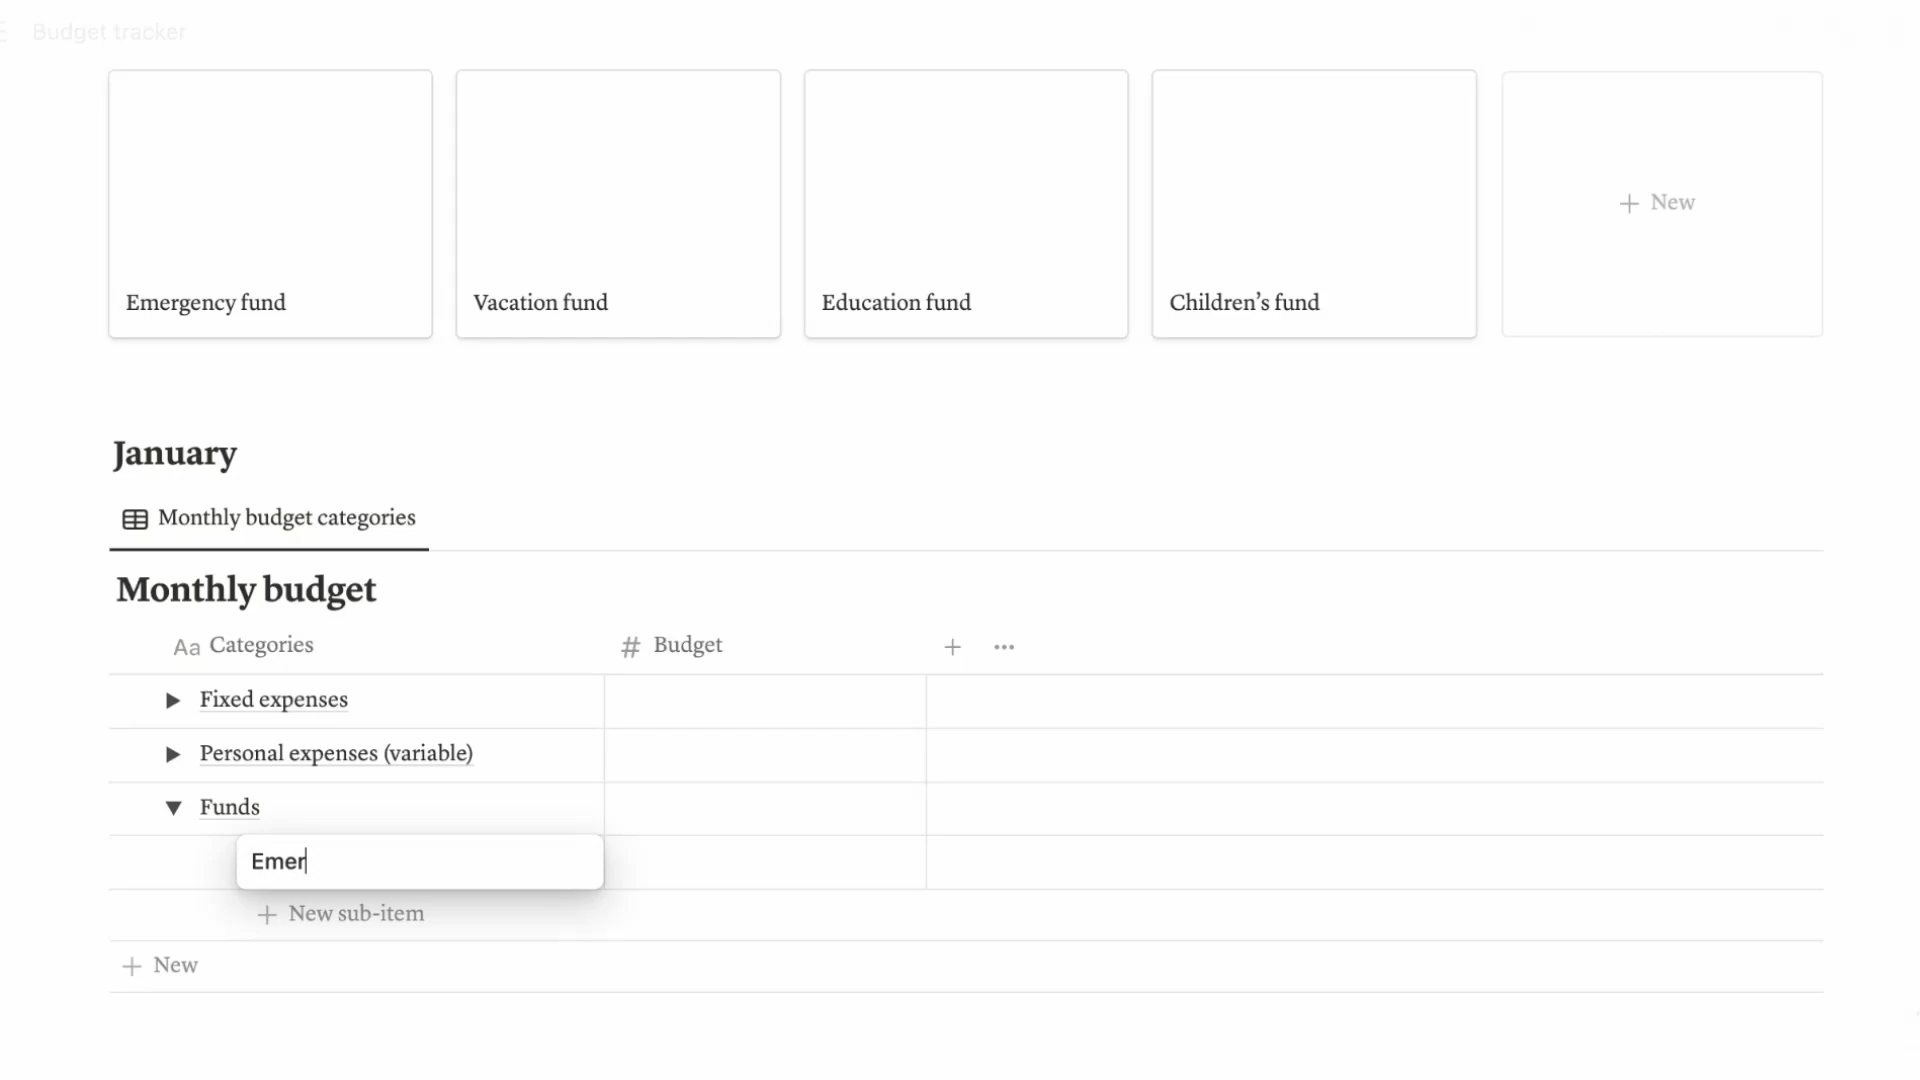 Budget tracker
Emergency fund
Vacation fund
Education fund
Children’s fund
+ New
January
Monthly budget categories
Monthly budget
Aa Categories
# Budget
+ •••
Fixed expenses
Personal expenses (variable)
Funds
Emer
+ New sub-item
+ New